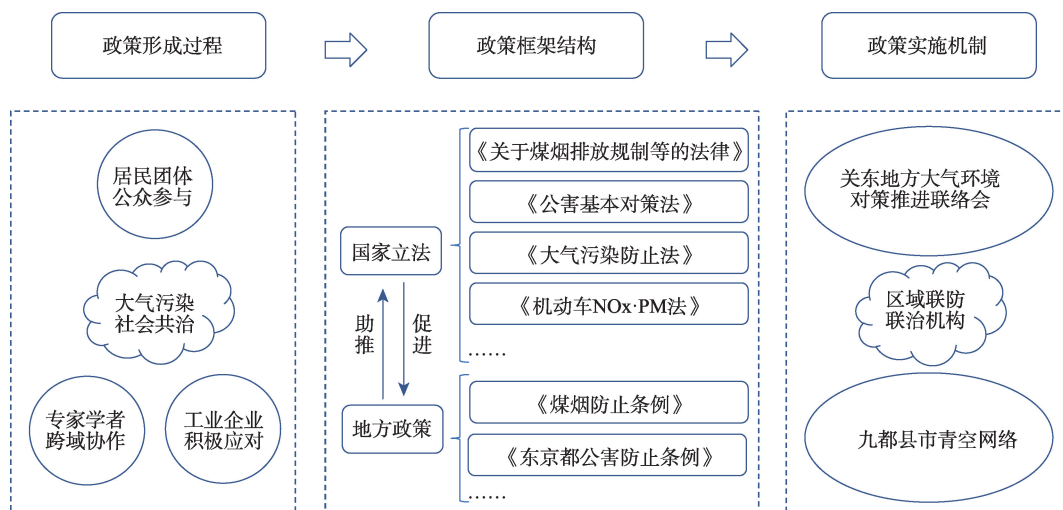 政策形成过程
政策框架结构
政策实施机制
居民团体
公众参与
大气污染
社会共治
专家学者
跨域协作
工业企业
积极应对
国家立法
助推
促进
地方政策
《关于煤烟排放规制等的法律》
《公害基本对策法》
《大气污染防止法》
《机动车NOx·PM法》
……
《煤烟防止条例》
《东京都公害防止条例》
……
关东地方大气环境
对策推进联络会
区域联防
联治机构
九都县市青空网络